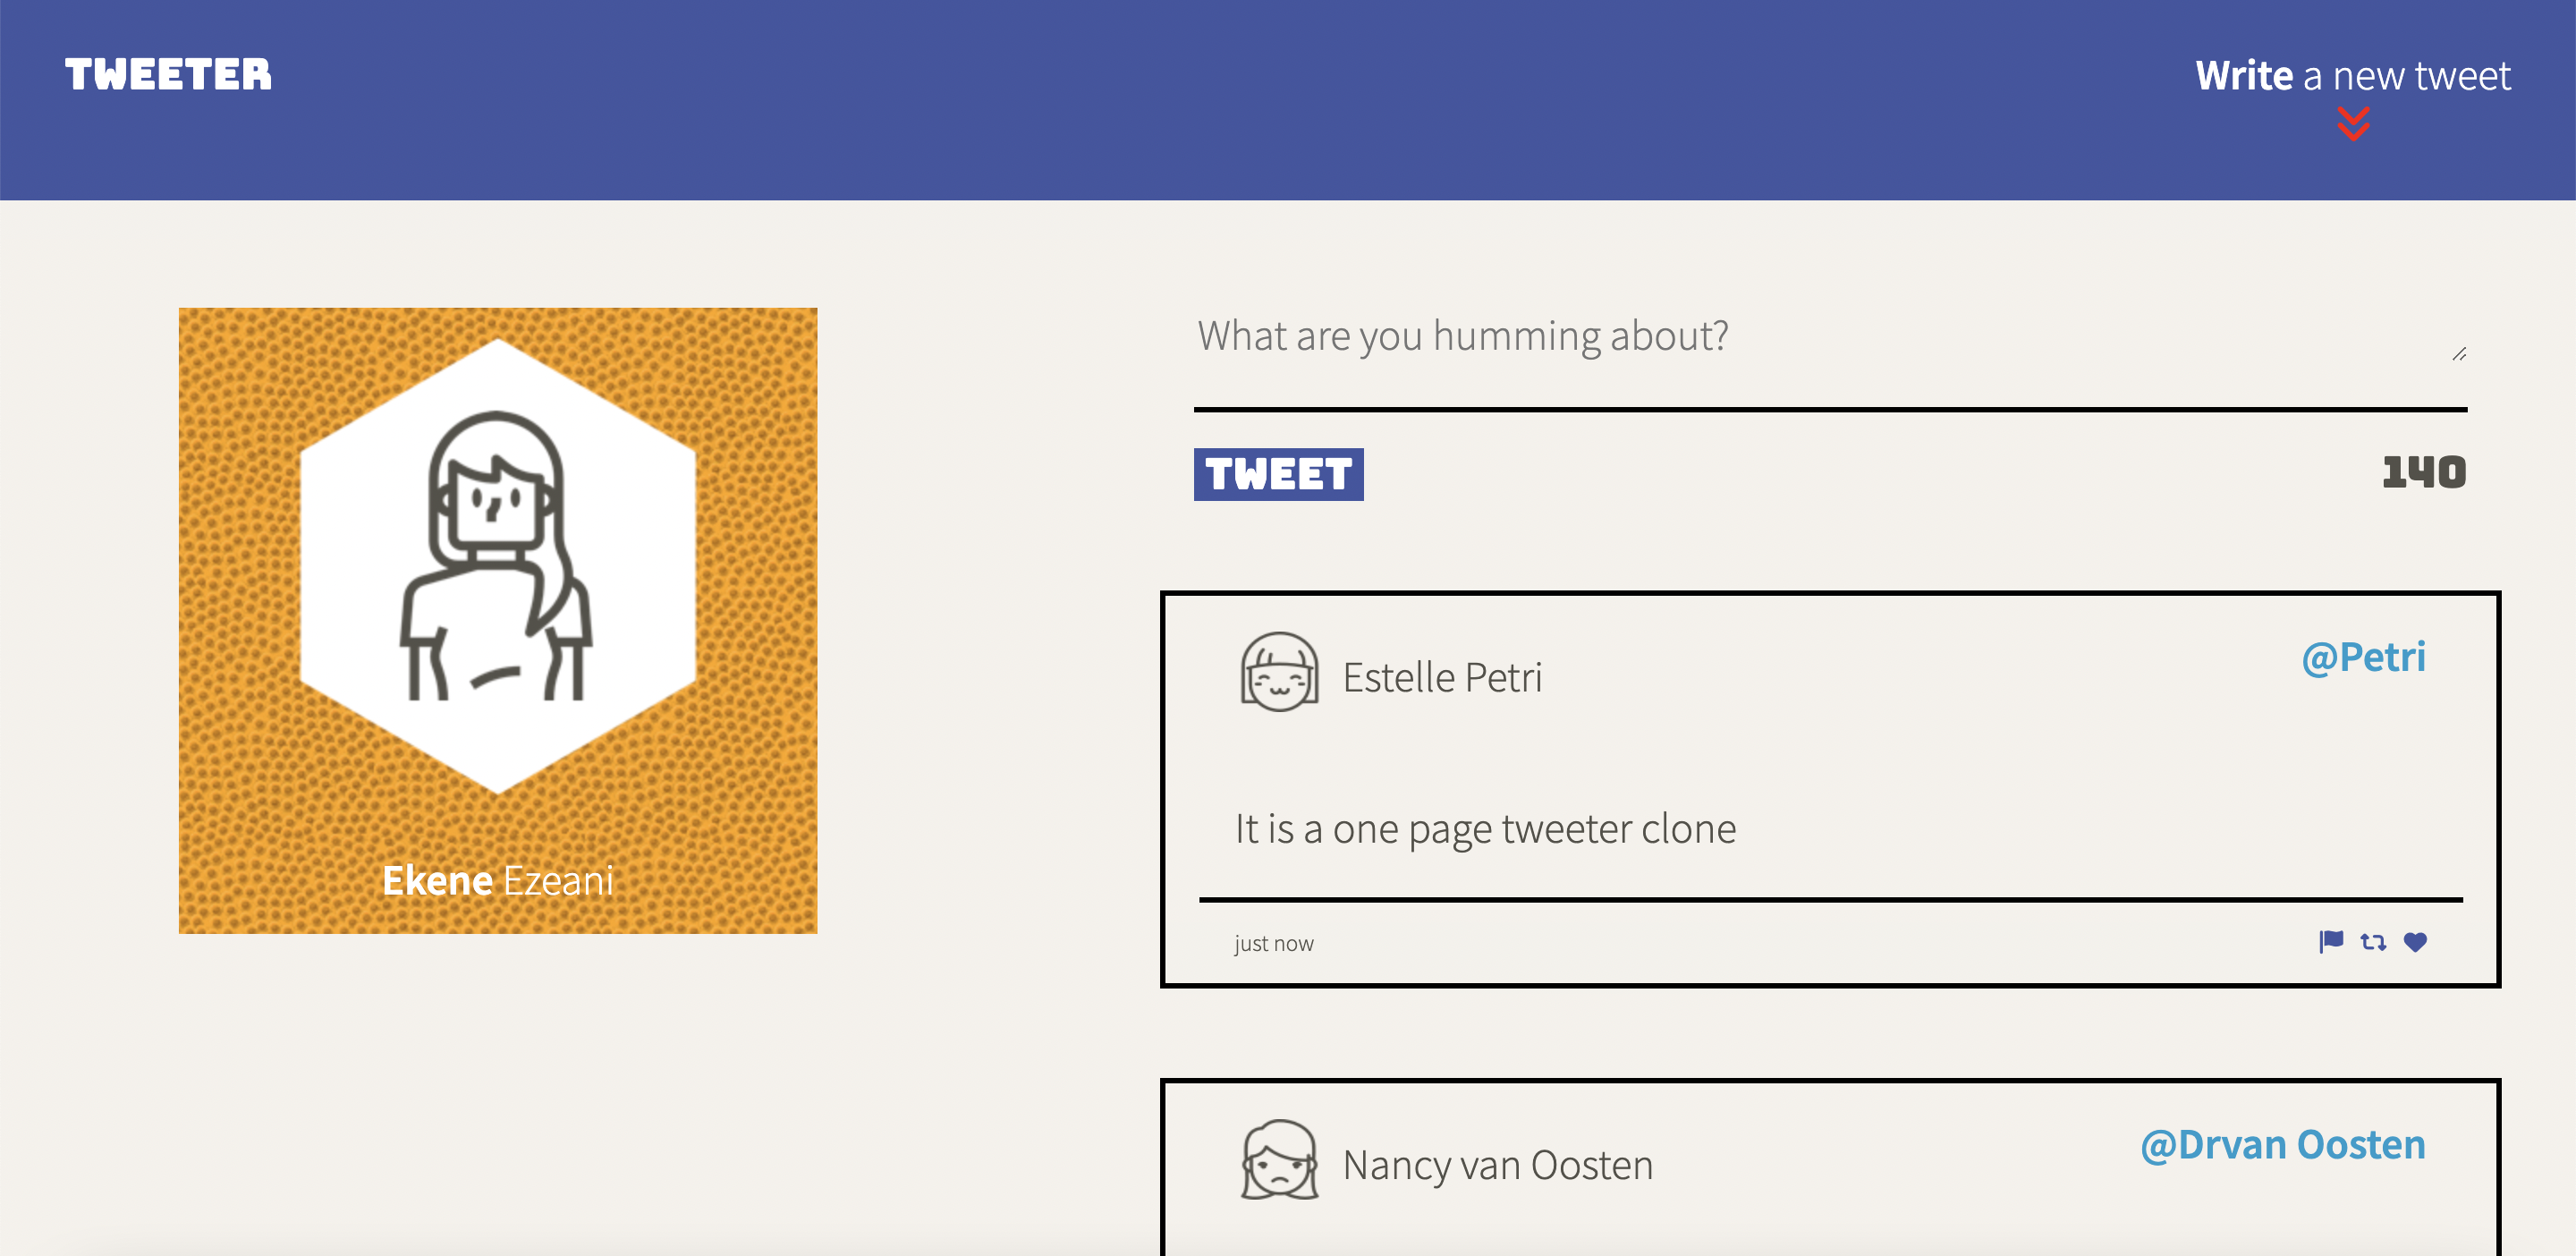 TWEETER
Write a new tweet
Ekene Ezeani
What are you humming about?
TWEET
140
Estelle Petri
@Petri
It is a one page tweeter clone
just now
Nancy van Oosten
@Drvan Oosten